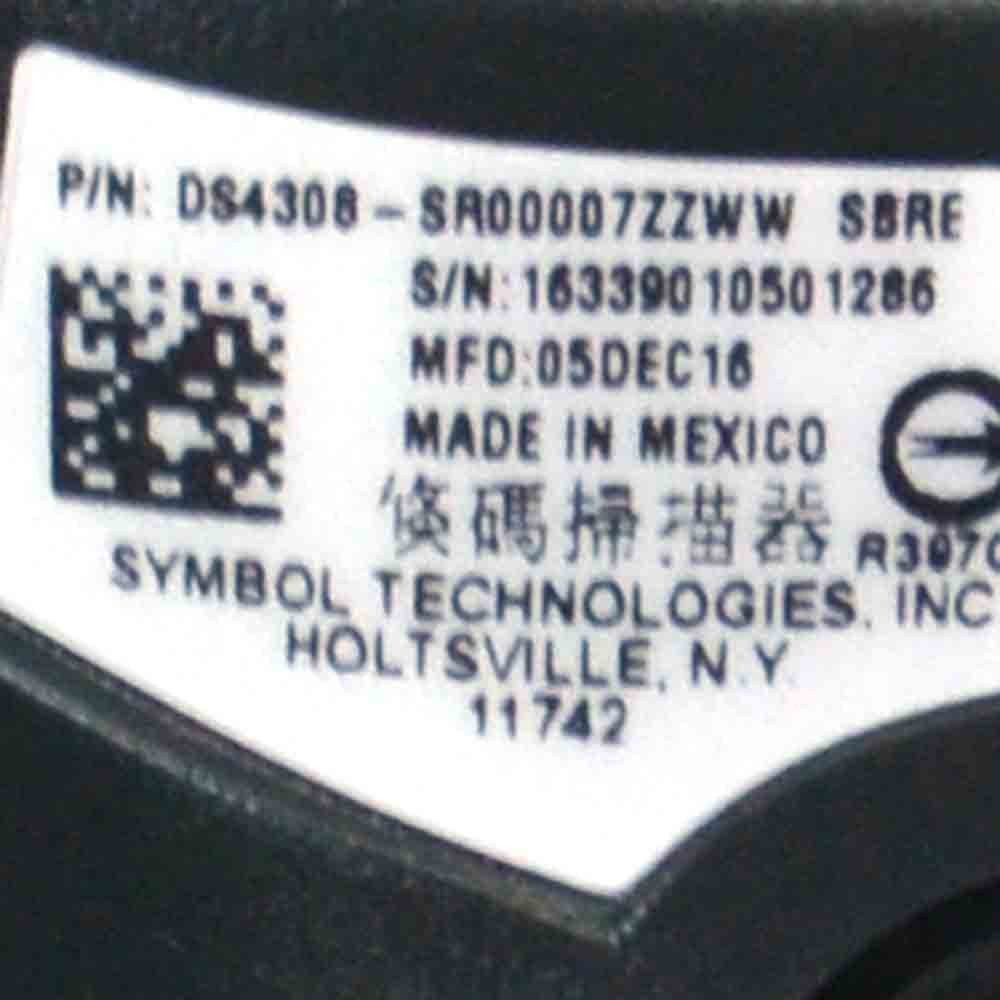 P/N: DS4308-SR00007ZZWW SBRE
S/N:16339010501286
MFD:05DEC16
MADE IN MEXICO
條碼掃描器
SYMBOL TECHNOLOGIES, INC
HOLTSVILLE, N.Y.
11742